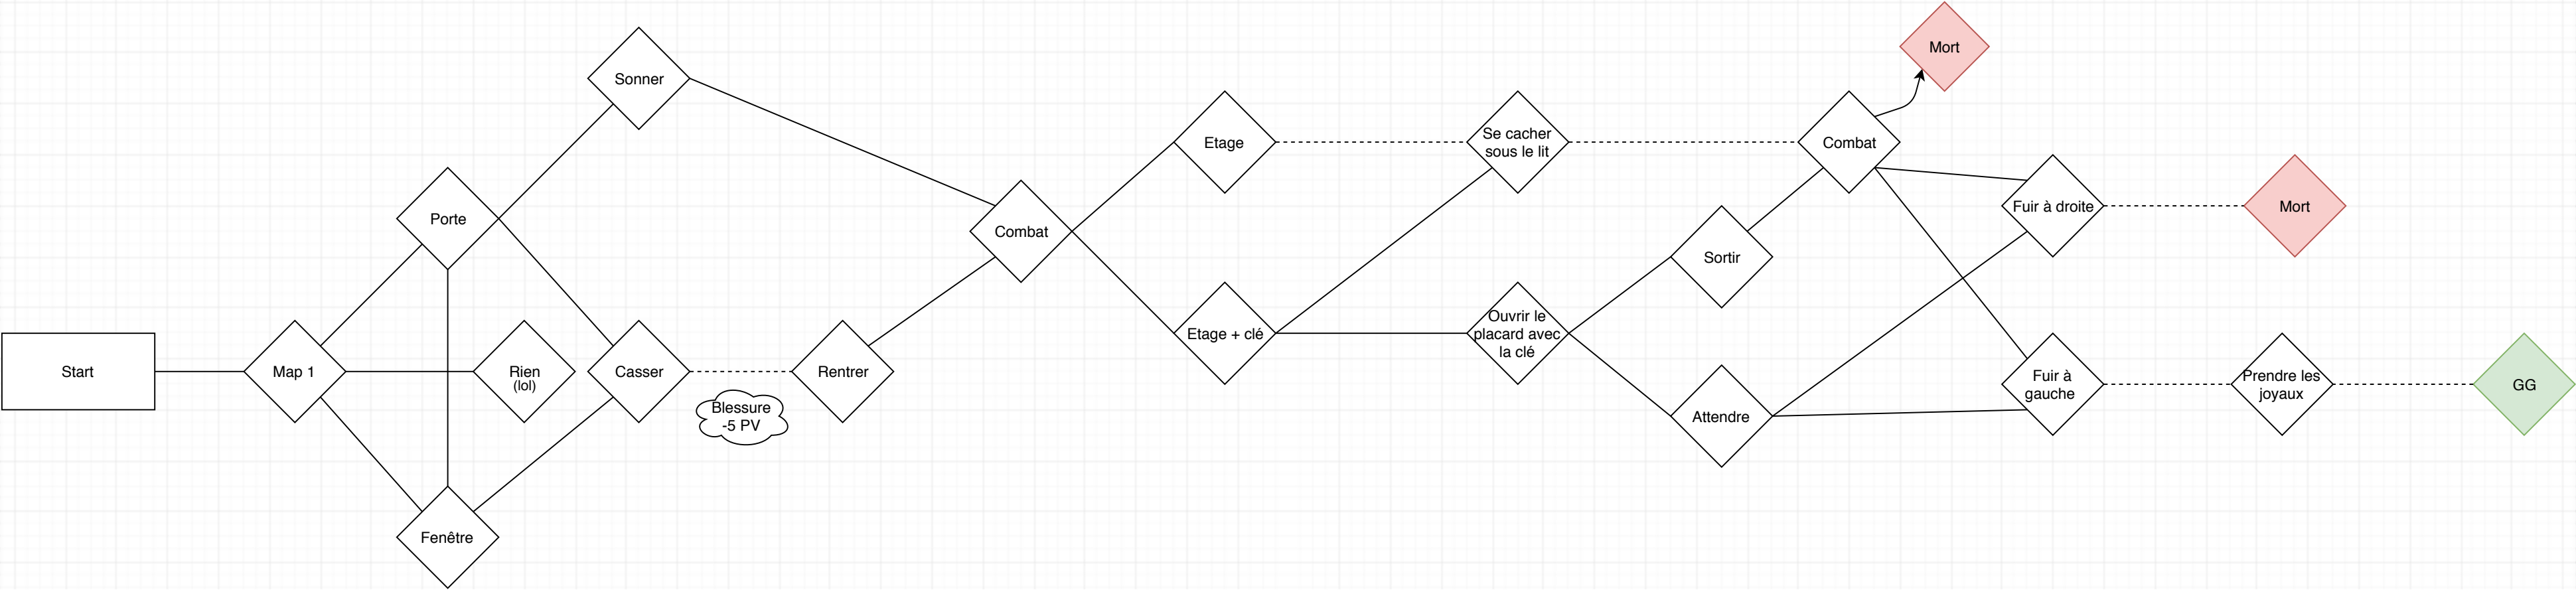 Start
Map 1
Porte
Rien
(lol)
Fenêtre
Sonner
Casser
Blessure
-5 PV
Rentrer
Combat
Etage
Etage + clé
Se cacher
sous le lit
Ouvrir le
placard avec
la clé
Sortir
Attendre
Combat
Mort
Fuir à droite
Mort
Fuir à
gauche
Prendre les
joyaux
GG